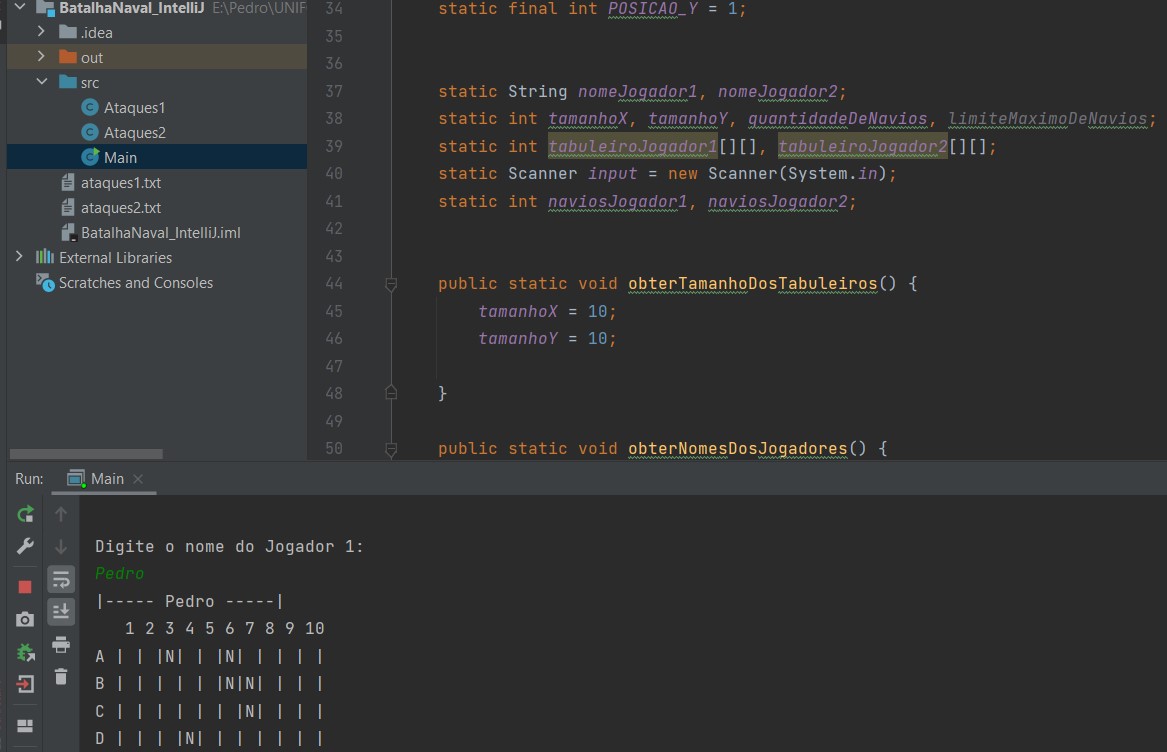 BatalhaNaval_IntelliJ E:\Pedro\UNIF
.idea
out
src
Ataques1
Ataques2
Main
ataques1.txt
ataques2.txt
BatalhaNaval_IntelliJ.iml
External Libraries
Scratches and Consoles
34 static final int POSICAO_Y = 1;
35
36
37 static String nomeJogador1, nomeJogador2;
38 static int tamanhoX, tamanhoY, quantidadeDeNavios, limiteMaximoDeNavios;
39 static int tabuleiroJogador1[][], tabuleiroJogador2[][];
40 static Scanner input = new Scanner(System.in);
41 static int naviosJogador1, naviosJogador2;
42
43
44 public static void obterTamanhoDosTabuleiros() {
45 tamanhoX = 10;
46 tamanhoY = 10;
47
48 }
49
50 public static void obterNomesDosJogadores() {
Run: Main
Digite o nome do Jogador 1:
Pedro
|----- Pedro -----|
1 2 3 4 5 6 7 8 9 10
A | | |N| | |N| | | | |
B | | | | | |N|N| | | |
C | | | | | | |N| | | |
D | | | |N| | | | | | |